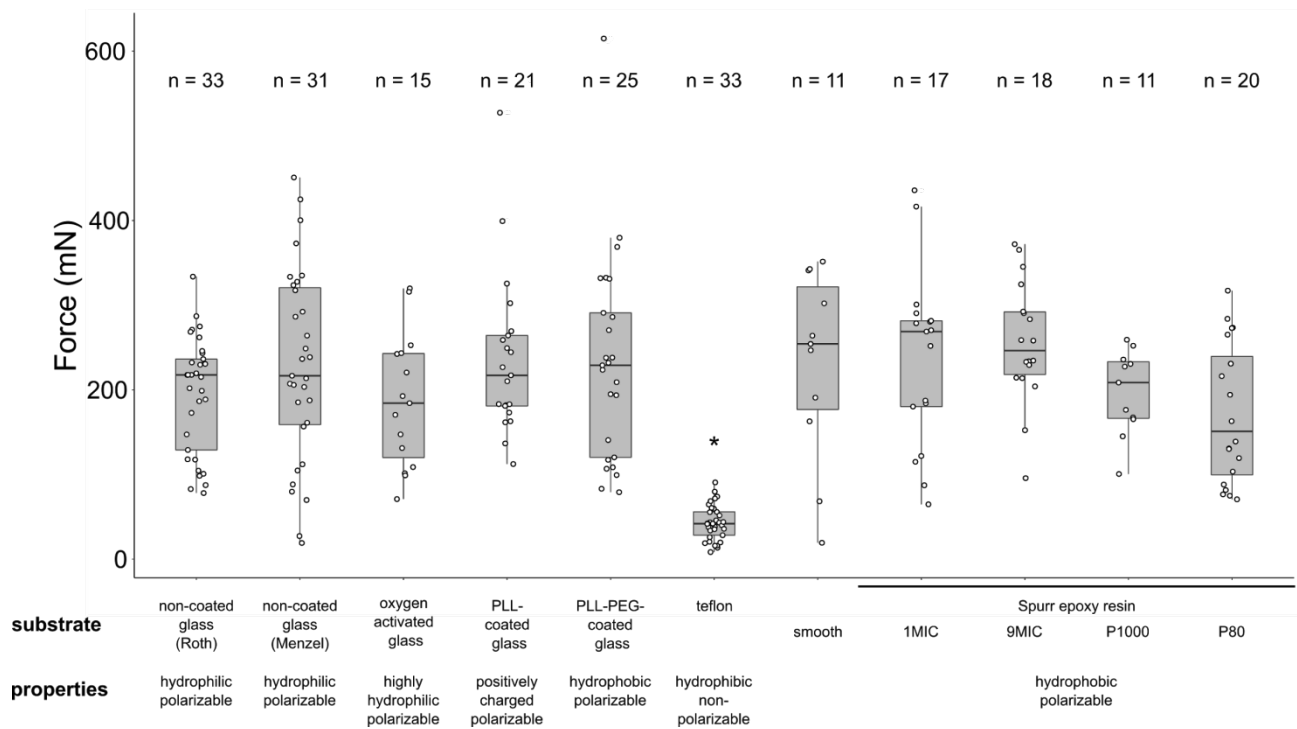 600
n = 33 n = 31 n = 15 n = 21 n = 25 n = 33 n = 11 n = 17 n = 18 n = 11 n = 20
400
Force (mN)
200
*
0
substrate
non-coated glass (Roth)
non-coated glass (Menzel)
oxygen activated glass
PLL-coated glass
PLL-PEG-coated glass
teflon
smooth
Spurr epoxy resin
1MIC
9MIC
P1000
P80
properties
hydrophilic polarizable
hydrophilic polarizable
highly hydrophilic polarizable
positively charged polarizable
hydrophobic polarizable
hydrophibic non-polarizable
hydrophobic polarizable